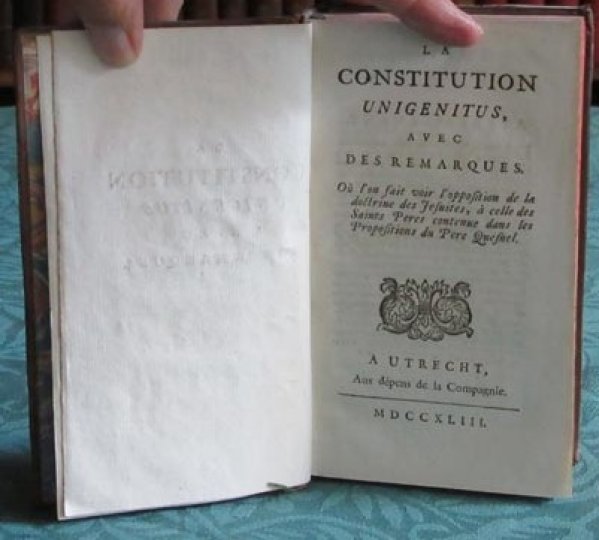 LA
CONSTITUTION
UNIGENITUS,
AVEC
DES REMARQUES.
Où l'on fait voir l'oppoſition de la
doctrine des Jeſuites, à celle des
Saints Peres contenue dans les
Propoſitions du Pere Queſnel.
A UTRECHT,
Aux dépens de la Compagnie.
MDCCXLIII.